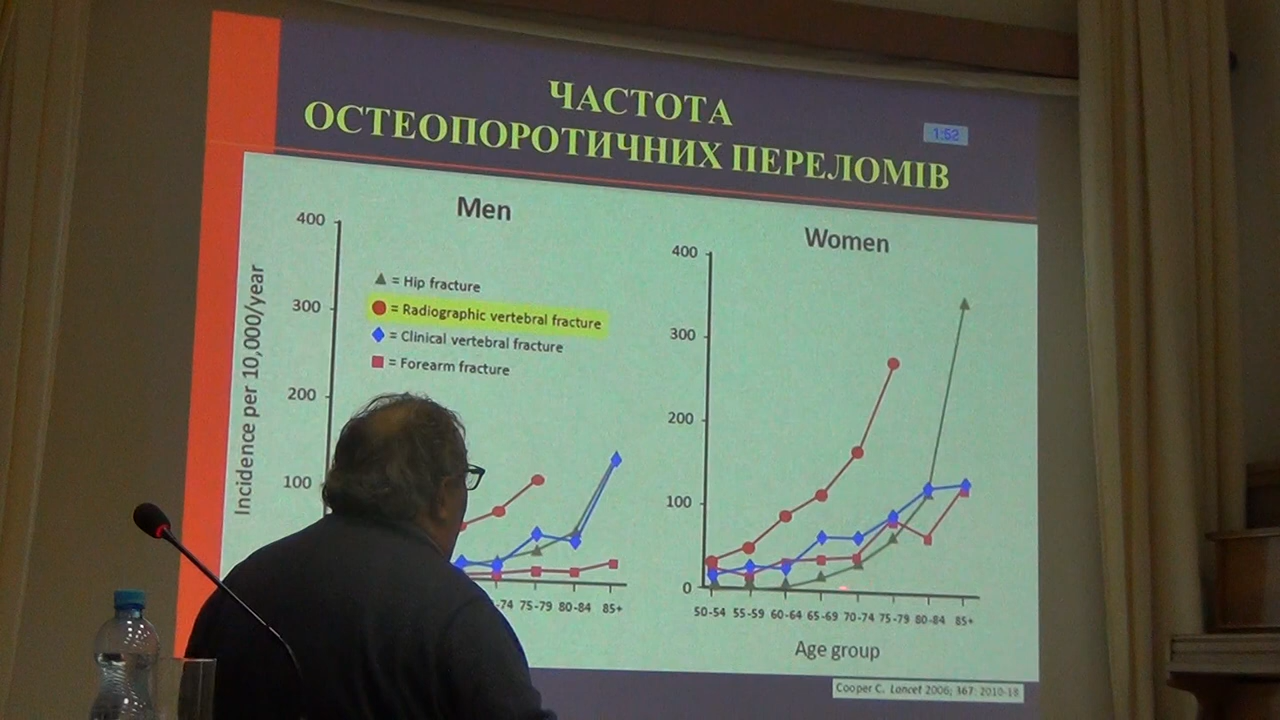 ЧАСТОТА
ОСТЕОПОРОТИЧНИХ ПЕРЕЛОМІВ
1:52
Men
Women
Incidence per 10,000/year
400
300
200
100
= Hip fracture
= Radiographic vertebral fracture
= Clinical vertebral fracture
= Forearm fracture
-74 75-79 80-84 85+
400
300
200
100
0
50-54 55-59 60-64 65-69 70-74 75-79 80-84 85+
Age group
Cooper C. Lancet 2006; 367: 2010-18